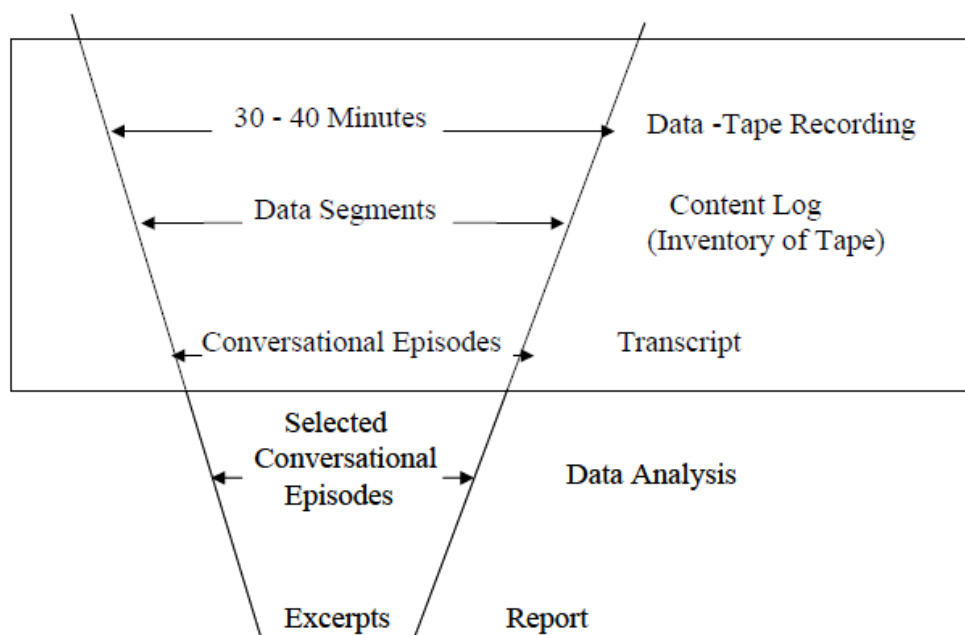 30 - 40 Minutes
Data -Tape Recording
Data Segments
Content Log
(Inventory of Tape)
Conversational Episodes
Transcript
Selected
Conversational
Episodes
Data Analysis
Excerpts
Report